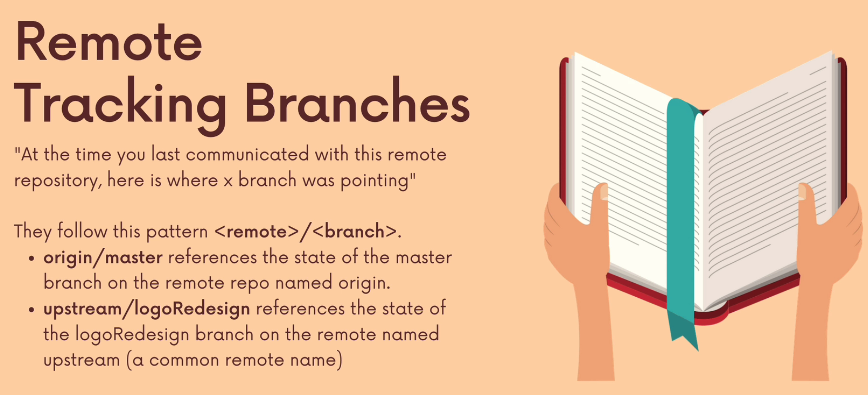 Remote
Tracking Branches
"At the time you last communicated with this remote
repository, here is where x branch was pointing"
They follow this pattern <remote>/<branch>.
• origin/master references the state of the master
branch on the remote repo named origin.
• upstream/logoRedesign references the state of
the logoRedesign branch on the remote named
upstream (a common remote name)